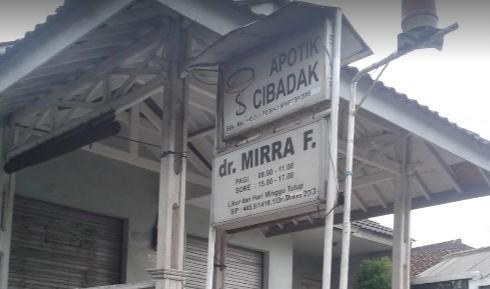 APOTIK
CIBADAK
dr. MIRRA F.
PAGI : 08.00 - 11.00
SORE : 15.00 - 17.00
Libur dan Hari Minggu Tutup